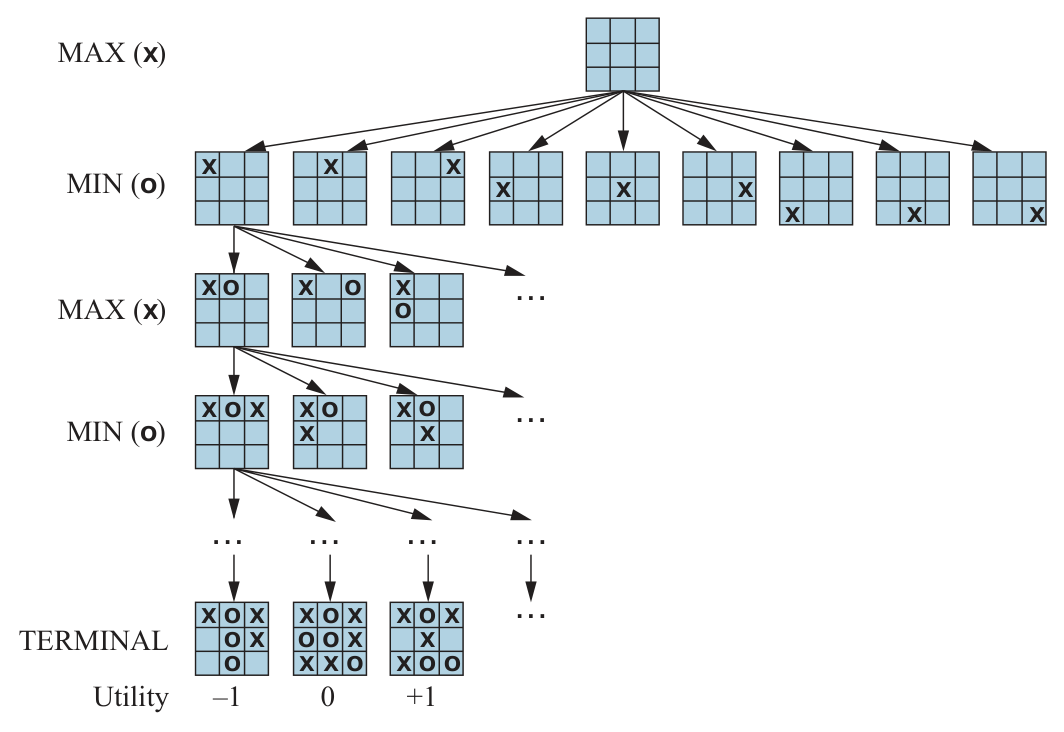 MAX (X)
MIN (O)
X
X
X
X
X
X
X
X
X
MAX (X)
X O
X O
X
O
...
MIN (O)
X O X
X O
X
X O
X
...
... ... ... ...
TERMINAL
X O X
O X
O
X O X
O O X
X X O
X O X
X
X O O
...
Utility –1 0 +1